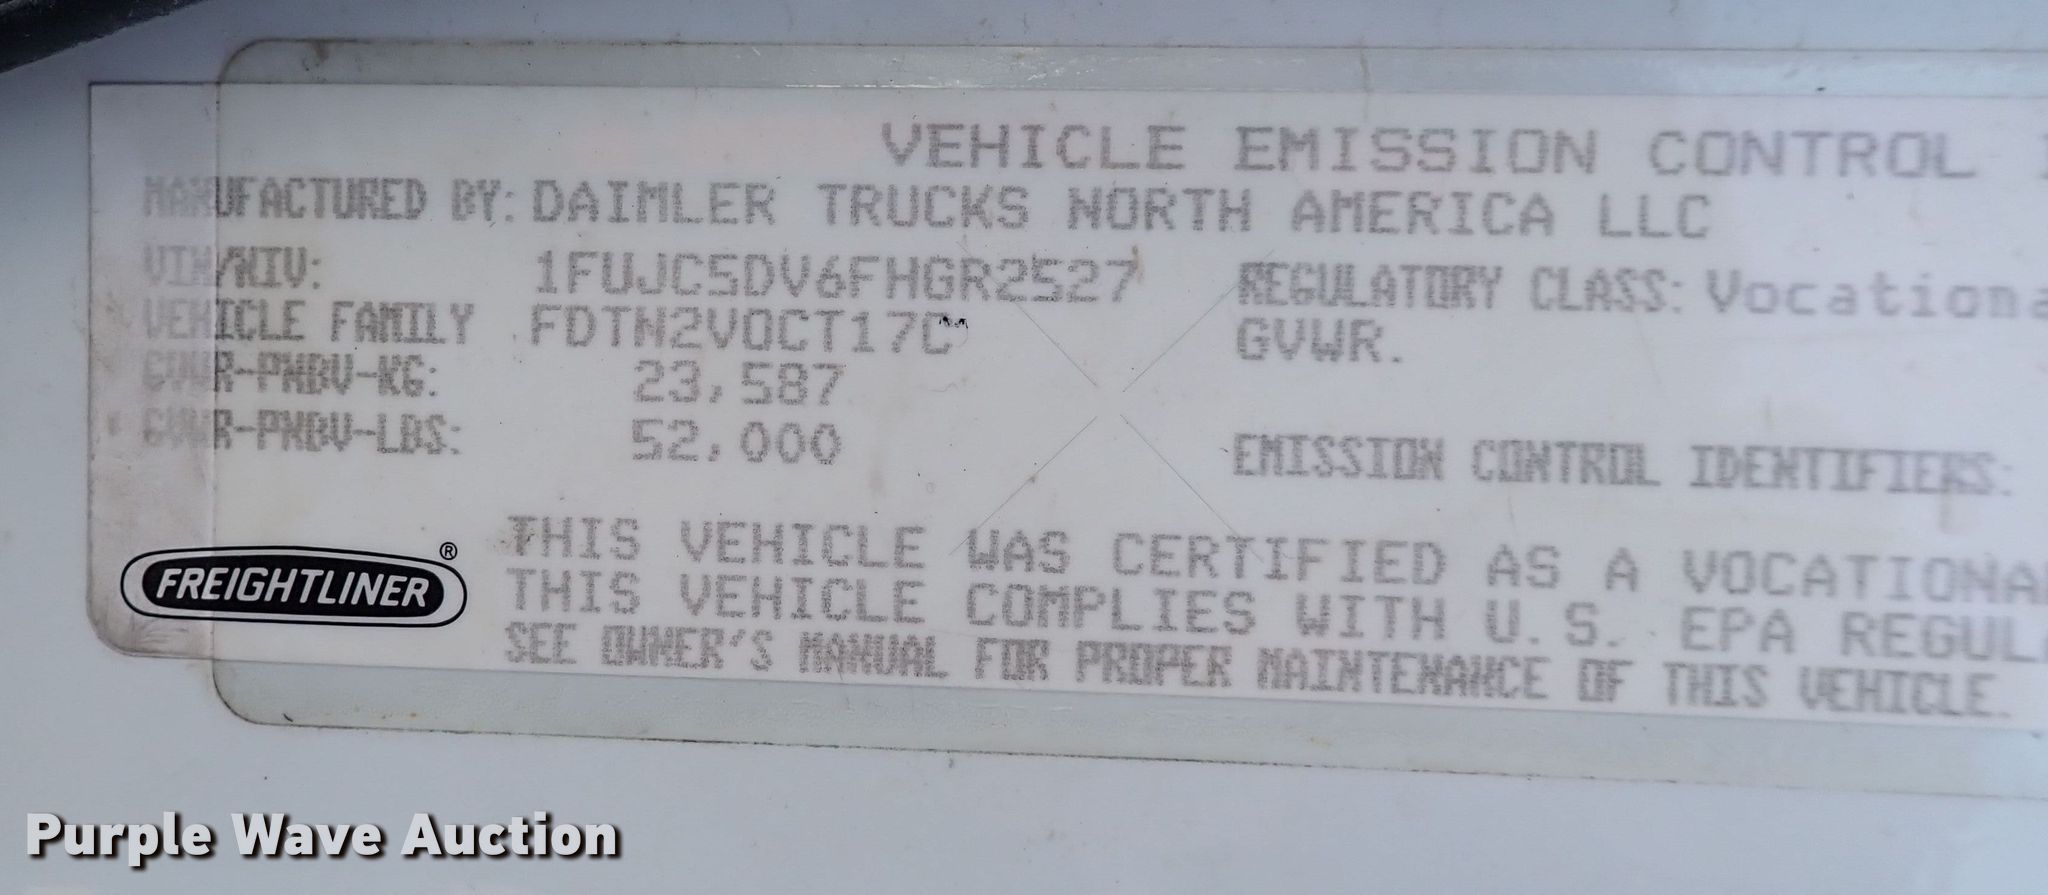 VEHICLE EMISSION CONTROL
MANUFACTURED BY: DAIMLER TRUCKS NORTH AMERICA LLC
VIN/NIV: 1FUJC5DV6FHGR2527 REGULATORY CLASS: Vocationa
VEHICLE FAMILY FDTN2VOCT17C GVWR.
GVWR-PNBV-KG: 23,587
GVWR-PNBV-LBS: 52,000
EMISSION CONTROL IDENTIFIERS:
FREIGHTLINER®
THIS VEHICLE WAS CERTIFIED AS A VOCATIONA
THIS VEHICLE COMPLIES WITH U.S. EPA REGUL
SEE OWNER'S MANUAL FOR PROPER MAINTENANCE OF THIS VEHICLE.
Purple Wave Auction